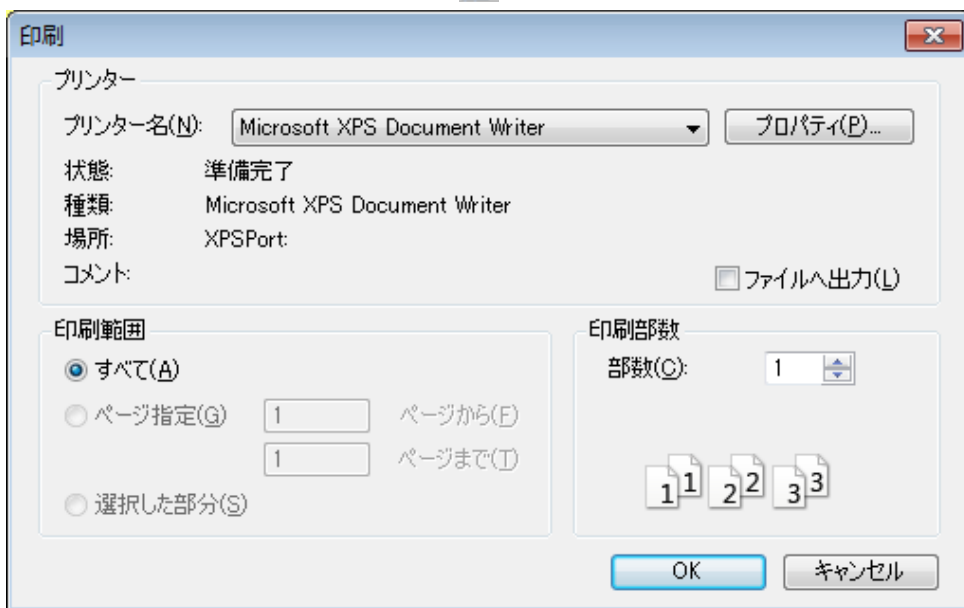 印刷
プリンター
プリンター名(N): Microsoft XPS Document Writer プロパティ(P)...
状態: 準備完了
種類: Microsoft XPS Document Writer
場所: XPSPort:
コメント: ファイルへ出力(L)
印刷範囲 印刷部数
すべて(A) 部数(C): 1
ページ指定(G) 1 ページから(F)
1 ページまで(T)
1 1 2 2 3 3
選択した部分(S)
OK キャンセル